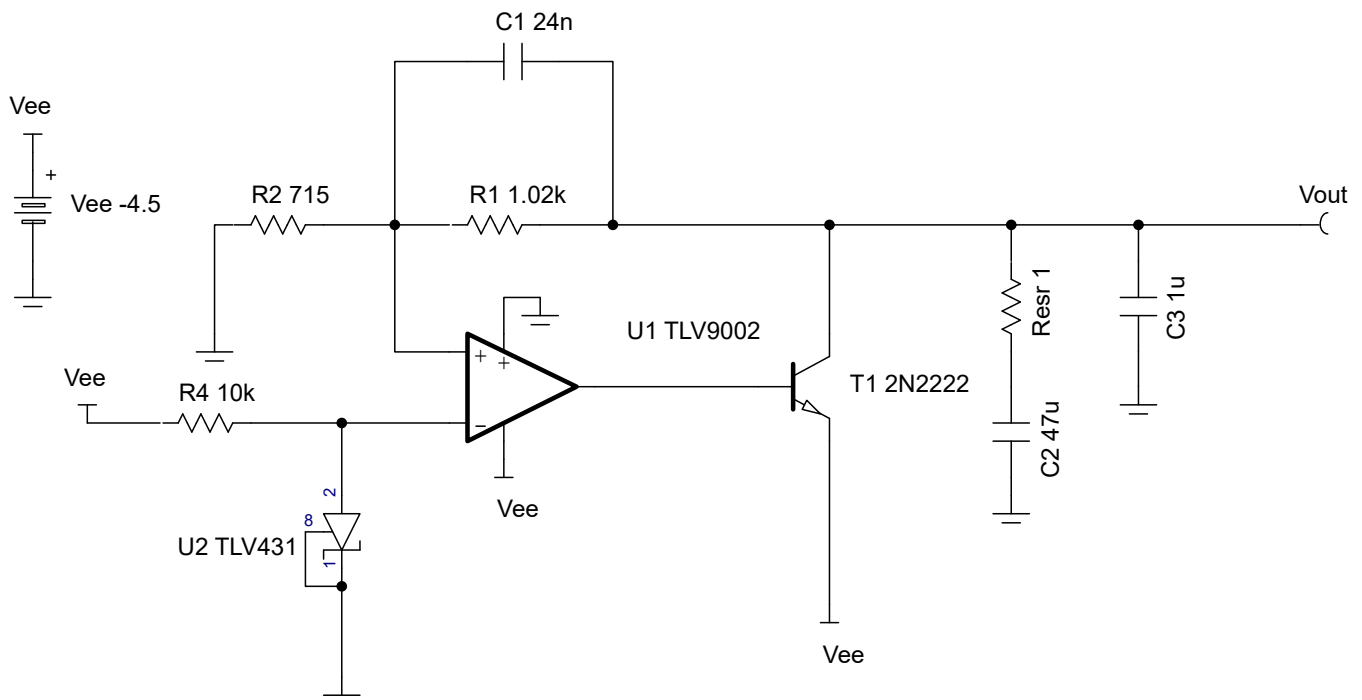 C1 24n
Vee
+
Vee -4.5
R2 715
R1 1.02k
Vout
Resr 1
C3 1u
U1 TLV9002
+
+
-
Vee
R4 10k
T1 2N2222
C2 47u
Vee
2
8
U2 TLV431
1
Vee